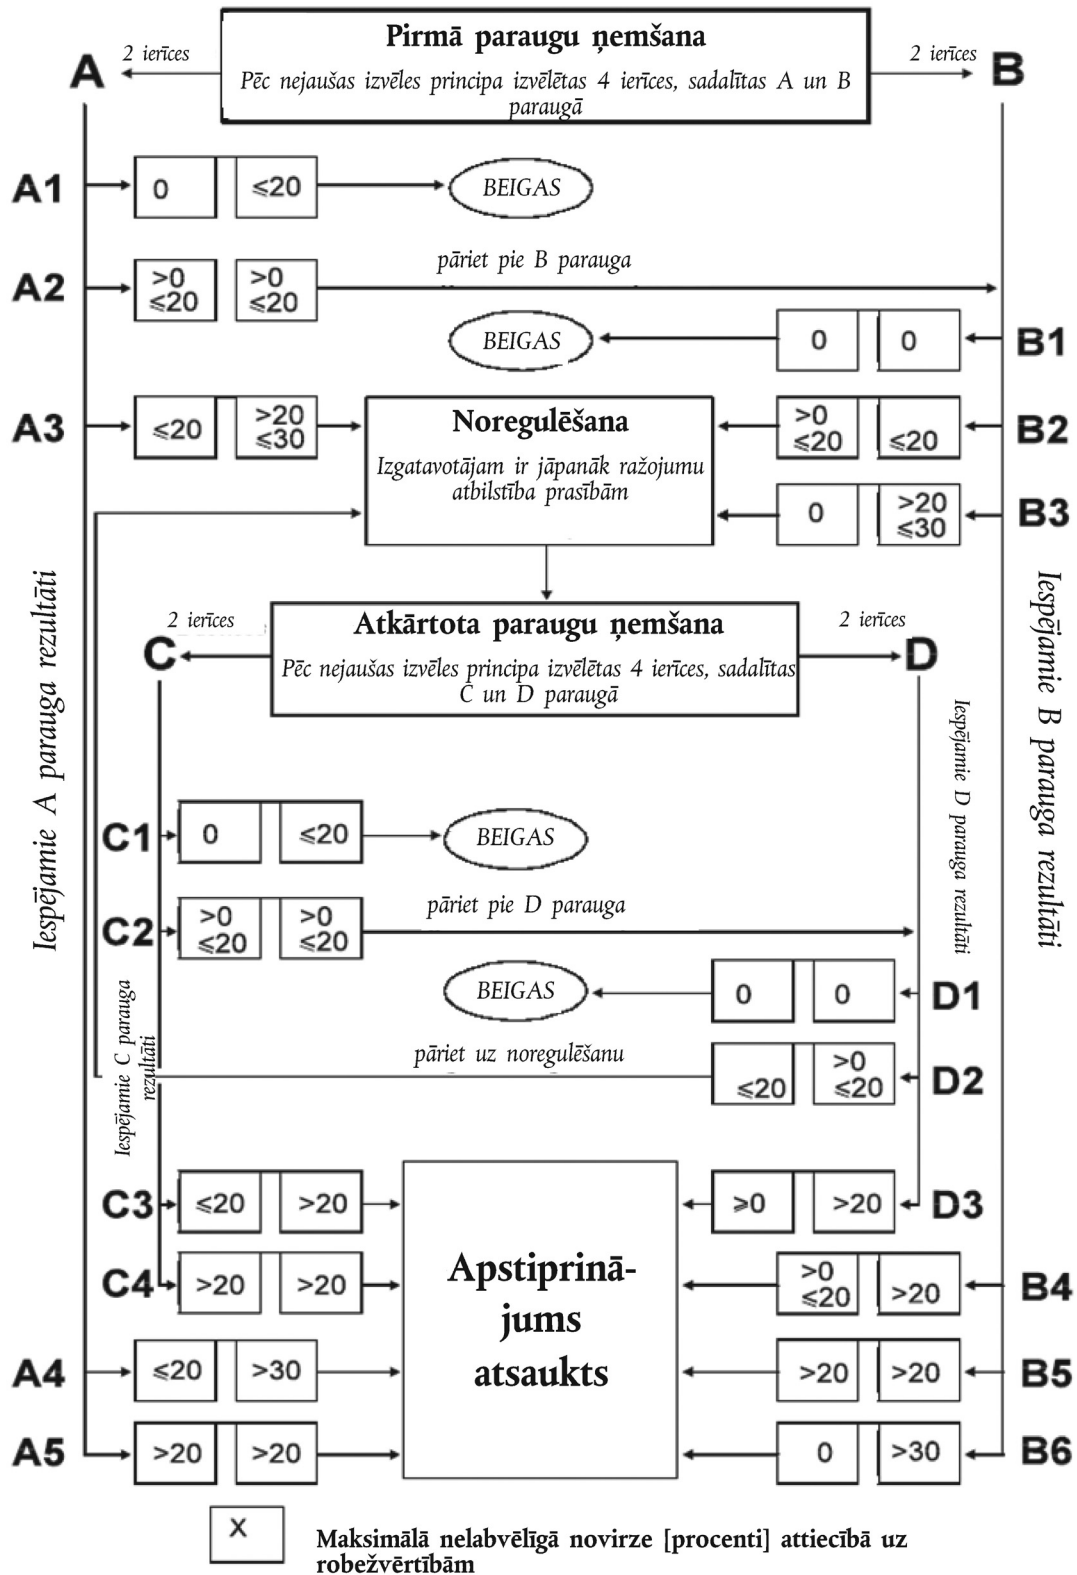 Pirmā paraugu ņemšana
Pēc nejaušas izvēles principa izvēlētas 4 ierīces, sadalītas A un B
paraugā
A
2 ierīces
2 ierīces
B
A1
0
≤20
BEIGAS
A2
>0
≤20
>0
≤20
pāriet pie B parauga
BEIGAS
0
0
B1
A3
≤20
>20
≤30
Noregulēšana
Izgatavotājam ir jāpanāk ražojumu
atbilstība prasībām
>0
≤20
≤20
B2
0
>20
≤30
B3
Iespējamie A parauga rezultāti
Iespējamie B parauga rezultāti
2 ierīces
C
Atkārtota paraugu ņemšana
Pēc nejaušas izvēles principa izvēlētas 4 ierīces, sadalītas
C un D paraugā
2 ierīces
D
Iespējamie D parauga rezultāti
C1
0
≤20
BEIGAS
C2
>0
≤20
>0
≤20
pāriet pie D parauga
BEIGAS
0
0
D1
Iespējamie C parauga
rezultāti
pāriet uz noregulēšanu
≤20
>0
≤20
D2
C3
≤20
>20
Apstiprinā-
jums
atsaukts
≥0
>20
D3
C4
>20
>20
>0
≤20
>20
B4
A4
≤20
>30
>20
>20
B5
A5
>20
>20
0
>30
B6
X
Maksimālā nelabvēlīgā novirze [procenti] attiecībā uz
robežvērtībām